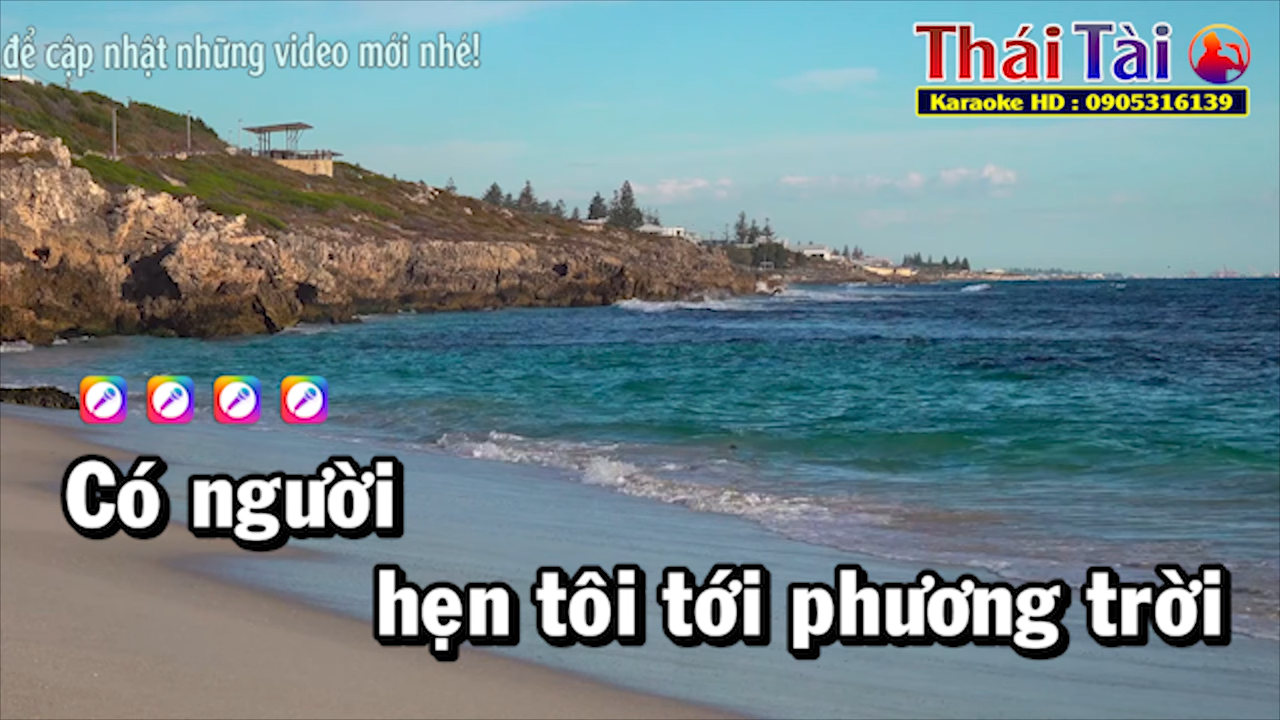 để cập nhật những video mới nhé!
Thái Tài
Karaoke HD : 0905316139
Có người
hẹn tôi tới phương trời